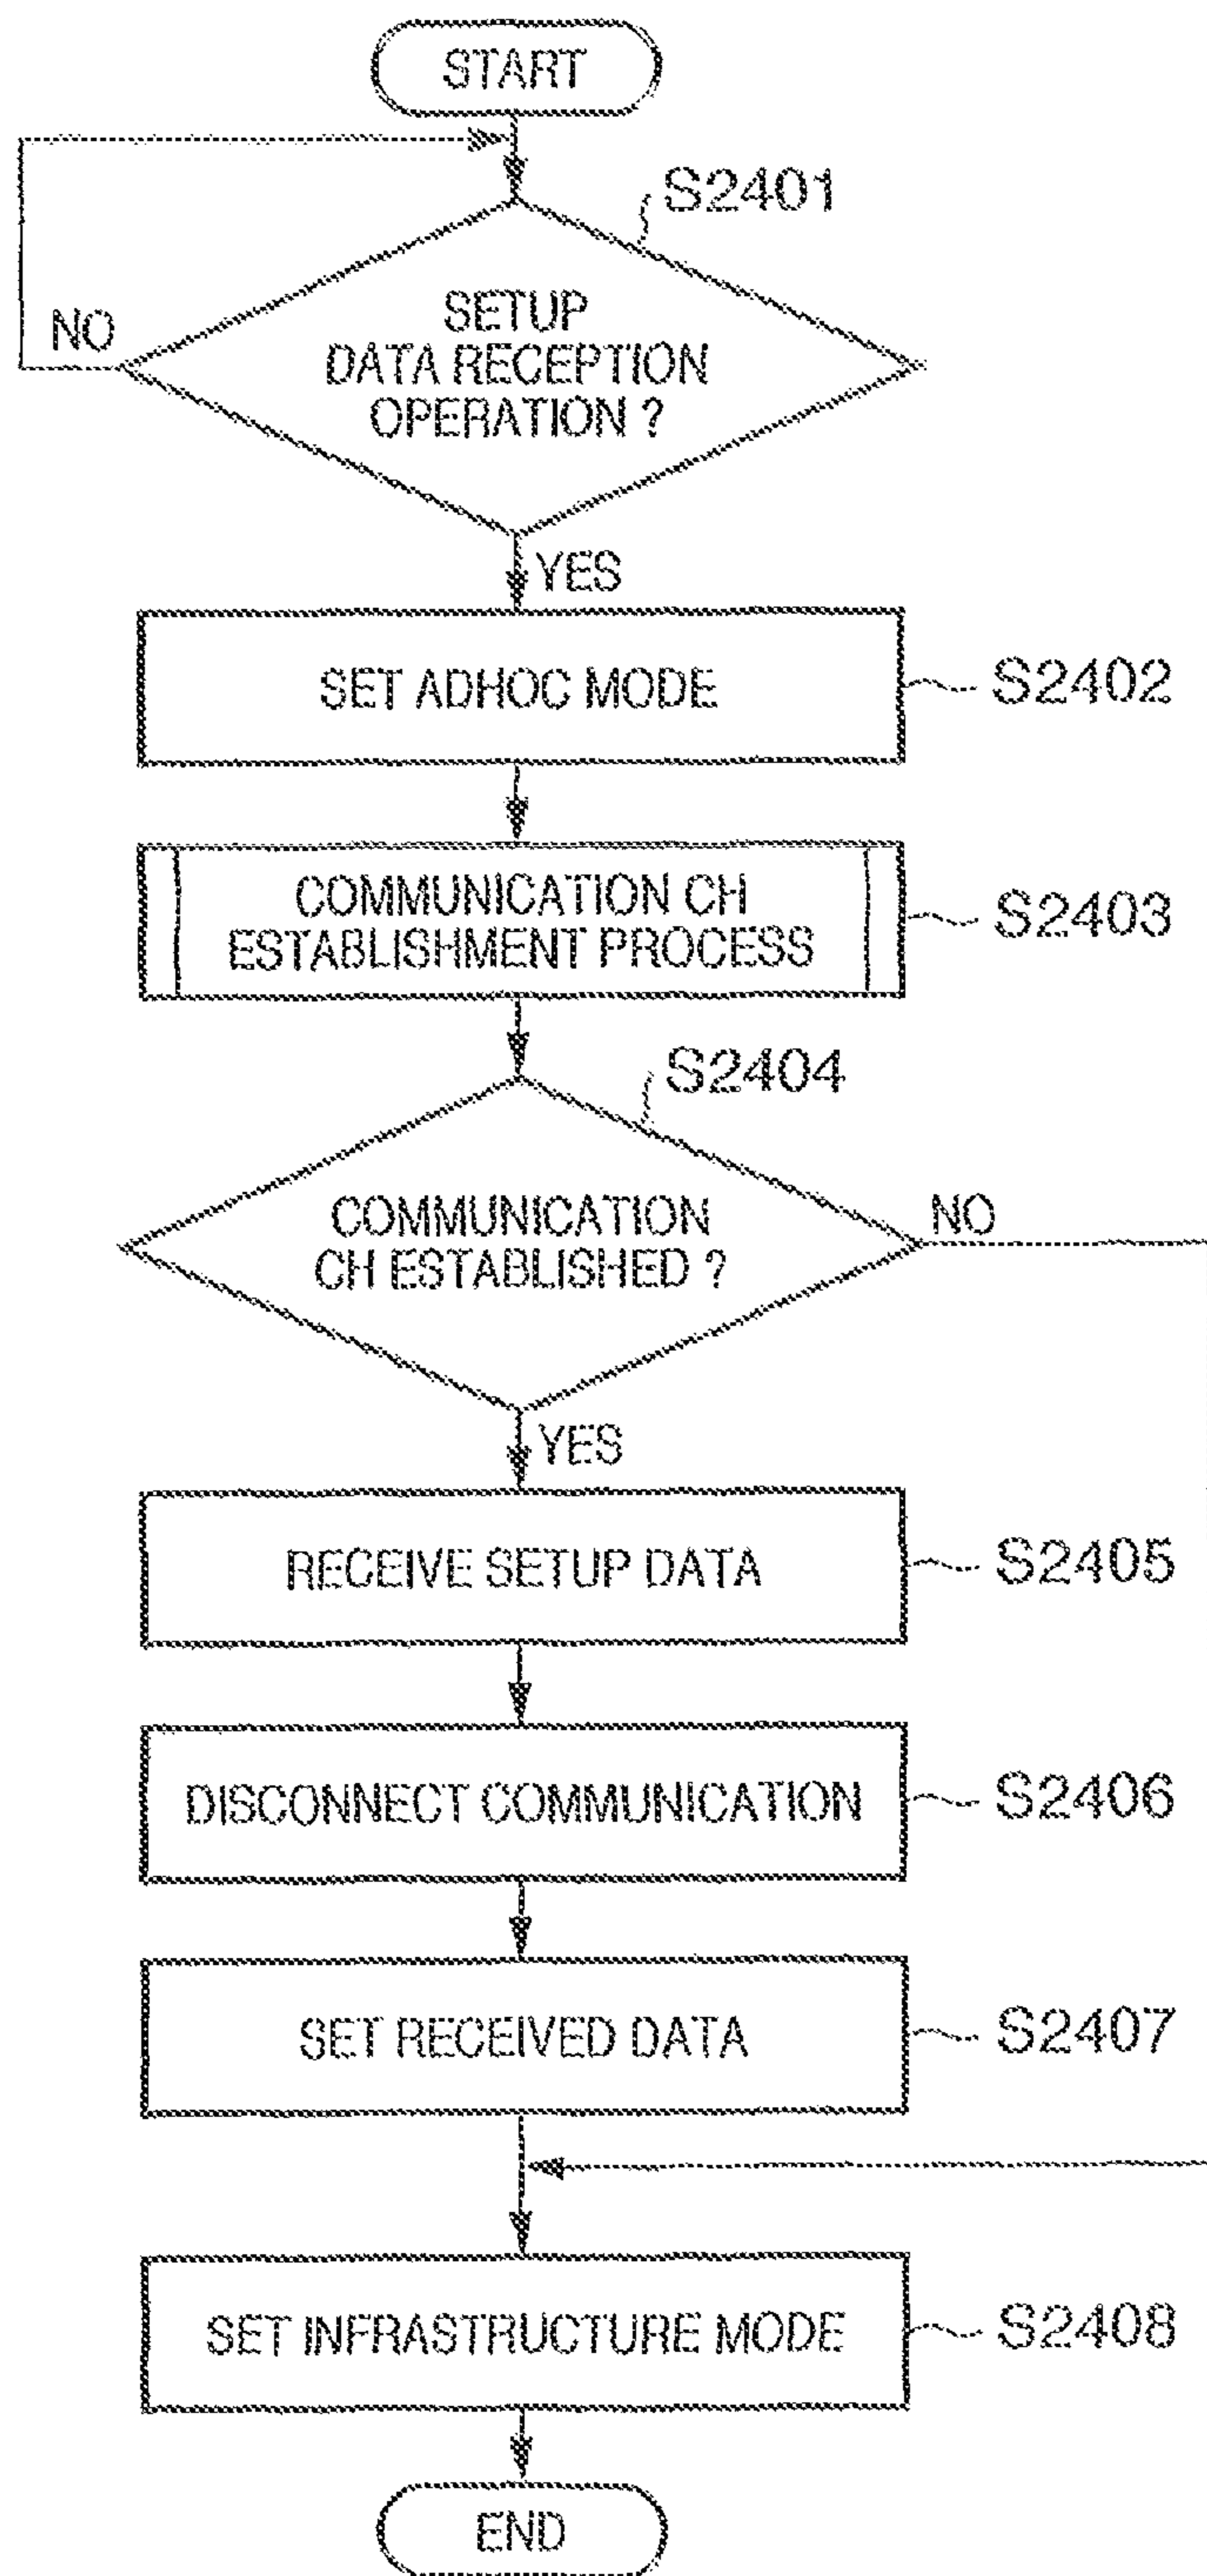 START
S2401
NO
SETUP
DATA RECEPTION
OPERATION ?
YES
SET ADHOC MODE
S2402
COMMUNICATION CH
ESTABLISHMENT PROCESS
S2403
S2404
COMMUNICATION
CH ESTABLISHED ?
NO
YES
RECEIVE SETUP DATA
S2405
DISCONNECT COMMUNICATION
S2406
SET RECEIVED DATA
S2407
SET INFRASTRUCTURE MODE
S2408
END